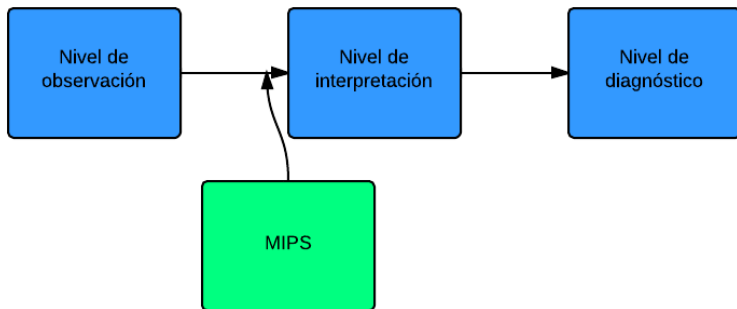 Nivel de
observación
Nivel de
interpretación
Nivel de
diagnóstico
MIPS